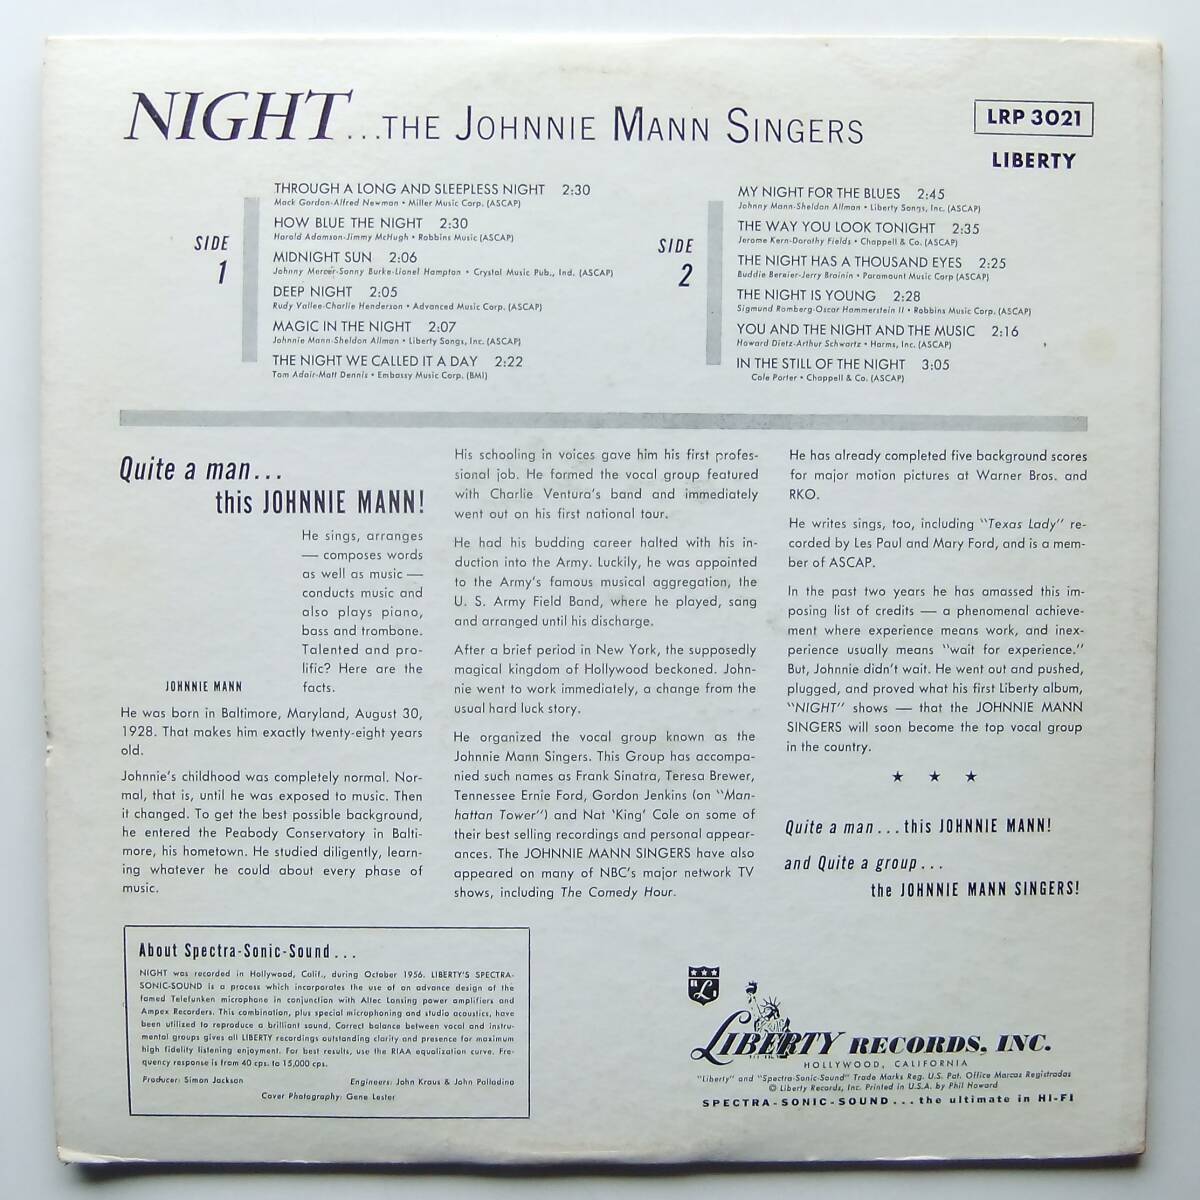 NIGHT...THE JOHNNIE MANN SINGERS
LRP 3021
LIBERTY
SIDE
1
THROUGH A LONG AND SLEEPLESS NIGHT 2:30
Mack Gordon-Alfred Newman • Miller Music Corp. (ASCAP)
HOW BLUE THE NIGHT 2:30
Harold Adamson-Jimmy McHugh • Robbins Music (ASCAP)
MIDNIGHT SUN 2:06
Johnny Mercer-Sonny Burke-Lionel Hampton • Crystal Music Pub., Ind. (ASCAP)
DEEP NIGHT 2:05
Rudy Vallee-Charlie Henderson • Advanced Music Corp. (ASCAP)
MAGIC IN THE NIGHT 2:07
Johnnie Mann-Sheldon Allman • Liberty Songs, Inc. (ASCAP)
THE NIGHT WE CALLED IT A DAY 2:22
Tom Adair-Matt Dennis • Embassy Music Corp. (BMI)
SIDE
2
MY NIGHT FOR THE BLUES 2:45
Johnny Mann-Sheldon Allman • Liberty Songs, Inc. (ASCAP)
THE WAY YOU LOOK TONIGHT 2:35
Jerome Kern-Dorothy Fields • Chappell & Co. (ASCAP)
THE NIGHT HAS A THOUSAND EYES 2:25
Buddie Bernier-Jerry Brainin • Paramount Music Corp (ASCAP)
THE NIGHT IS YOUNG 2:28
Sigmund Romberg-Oscar Hammerstein II • Robbins Music Corp. (ASCAP)
YOU AND THE NIGHT AND THE MUSIC 2:16
Howard Dietz-Arthur Schwartz • Harms, Inc. (ASCAP)
IN THE STILL OF THE NIGHT 3:05
Cole Porter • Chappell & Co. (ASCAP)
Quite a man...
this JOHNNIE MANN!
He sings, arranges
— composes words
as well as music —
conducts music and
also plays piano,
bass and trombone.
Talented and pro-
lific? Here are the
facts.
JOHNNIE MANN
He was born in Baltimore, Maryland, August 30,
1928. That makes him exactly twenty-eight years
old.
Johnnie's childhood was completely normal. Nor-
mal, that is, until he was exposed to music. Then
it changed. To get the best possible background,
he entered the Peabody Conservatory in Balti-
more, his hometown. He studied diligently, learn-
ing whatever he could about every phase of
music.
His schooling in voices gave him his first profes-
sional job. He formed the vocal group featured
with Charlie Ventura's band and immediately
went out on his first national tour.
He had his budding career halted with his in-
duction into the Army. Luckily, he was appointed
to the Army's famous musical aggregation, the
U. S. Army Field Band, where he played, sang
and arranged until his discharge.
After a brief period in New York, the supposedly
magical kingdom of Hollywood beckoned. John-
nie went to work immediately, a change from the
usual hard luck story.
He organized the vocal group known as the
Johnnie Mann Singers. This Group has accompa-
nied such names as Frank Sinatra, Teresa Brewer,
Tennessee Ernie Ford, Gordon Jenkins (on "Man-
hattan Tower") and Nat 'King' Cole on some of
their best selling recordings and personal appear-
ances. The JOHNNIE MANN SINGERS have also
appeared on many of NBC's major network TV
shows, including The Comedy Hour.
He has already completed five background scores
for major motion pictures at Warner Bros. and
RKO.
He writes sings, too, including "Texas Lady" re-
corded by Les Paul and Mary Ford, and is a mem-
ber of ASCAP.
In the past two years he has amassed this im-
posing list of credits — a phenomenal achieve-
ment where experience means work, and inex-
perience usually means "wait for experience."
But, Johnnie didn't wait. He went out and pushed,
plugged, and proved what his first Liberty album,
"NIGHT" shows — that the JOHNNIE MANN
SINGERS will soon become the top vocal group
in the country.
★ ★ ★
Quite a man...this JOHNNIE MANN!
and Quite a group...
the JOHNNIE MANN SINGERS!
About Spectra-Sonic-Sound...
NIGHT was recorded in Hollywood, Calif., during October 1956. LIBERTY'S SPECTRA-
SONIC-SOUND is a process which incorporates the use of an advance design of the
famed Telefunken microphone in conjunction with Altec Lansing power amplifiers and
Ampex Recorders. This combination, plus special microphoning and studio acoustics, have
been utilized to reproduce a brilliant sound. Correct balance between vocal and instru-
mental groups gives all LIBERTY recordings outstanding clarity and presence for maximum
high fidelity listening enjoyment. For best results, use the RIAA equalization curve. Fre-
quency response is from 40 cps. to 15,000 cps.
Producer: Simon Jackson
Engineers: John Kraus & John Palladino
Cover Photography: Gene Lester
L
LIBERTY RECORDS, INC.
HOLLYWOOD, CALIFORNIA
"Liberty" and "Spectra-Sonic-Sound" Trade Marks Reg. U.S. Pat. Office Marcas Registradas
© Liberty Records, Inc. Printed in U.S.A. by Phil Howard
SPECTRA-SONIC-SOUND...the ultimate in HI-FI